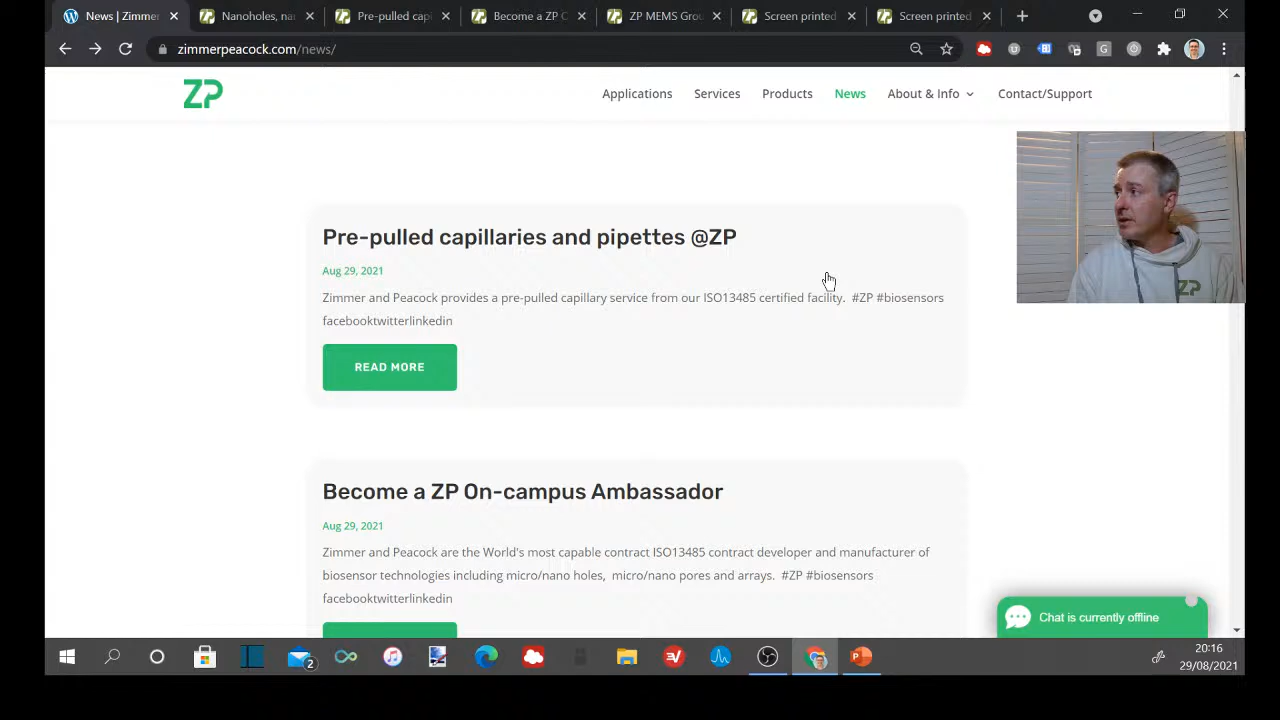 News | Zimmer
Nanoholes, na
Pre-pulled capi
Become a ZP C
ZP MEMS Grou
Screen printed
Screen printed
zimmerpeacock.com/news/
ZP
Applications
Services
Products
News
About & Info
Contact/Support
Pre-pulled capillaries and pipettes @ZP
Aug 29, 2021
Zimmer and Peacock provides a pre-pulled capillary service from our ISO13485 certified facility. #ZP #biosensors
facebooktwitterlinkedin
READ MORE
ZP
Become a ZP On-campus Ambassador
Aug 29, 2021
Zimmer and Peacock are the World's most capable contract ISO13485 contract developer and manufacturer of
biosensor technologies including micro/nano holes, micro/nano pores and arrays. #ZP #biosensors
facebooktwitterlinkedin
Chat is currently offline
2
20:16
29/08/2021